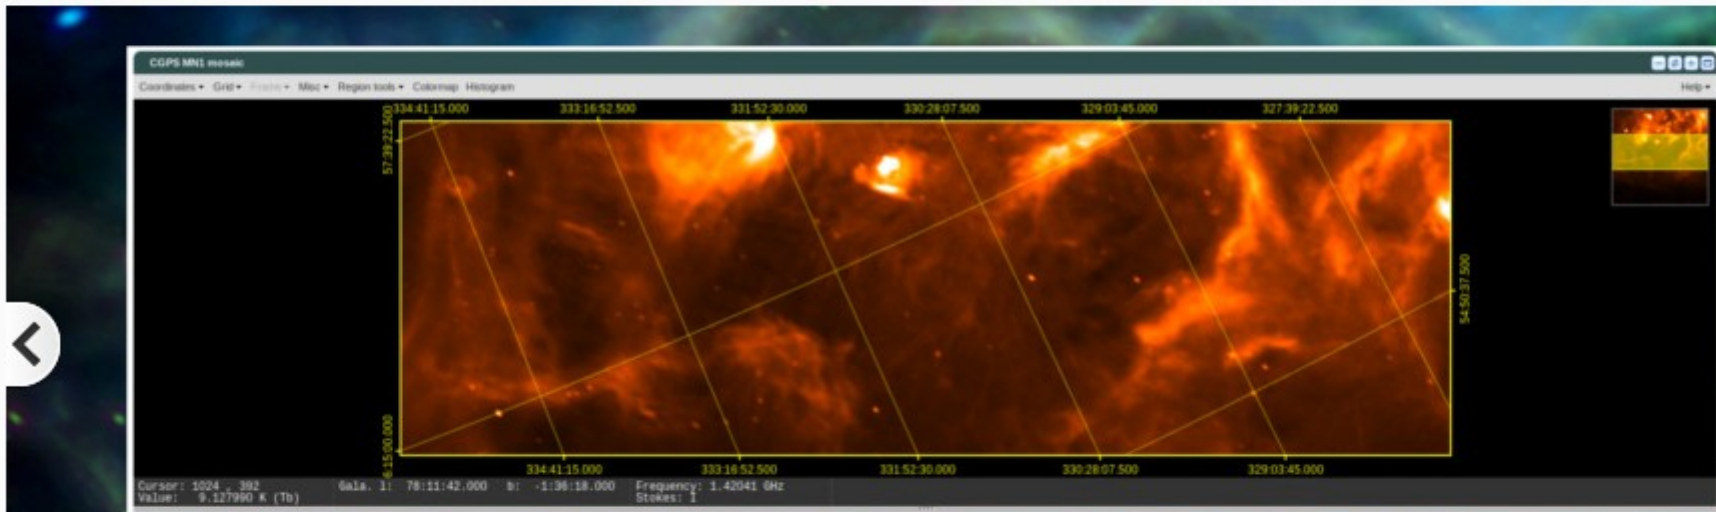 CGPS MN1 mosaic
Coordinates Grid Frame Misc Region tools Colormap Histogram Help
334:41:15.000 333:16:52.500 331:52:30.000 330:28:07.500 329:03:45.000 327:39:22.500
57:39:22.500
54:50:37.500
6:15:00.000
334:41:15.000 333:16:52.500 331:52:30.000 330:28:07.500 329:03:45.000
Cursor: 1024 , 392 Gala. l: 78:11:42.000 b: -1:36:18.000 Frequency: 1.42041 GHz
Value: 9.127990 K (Tb) Stokes: I